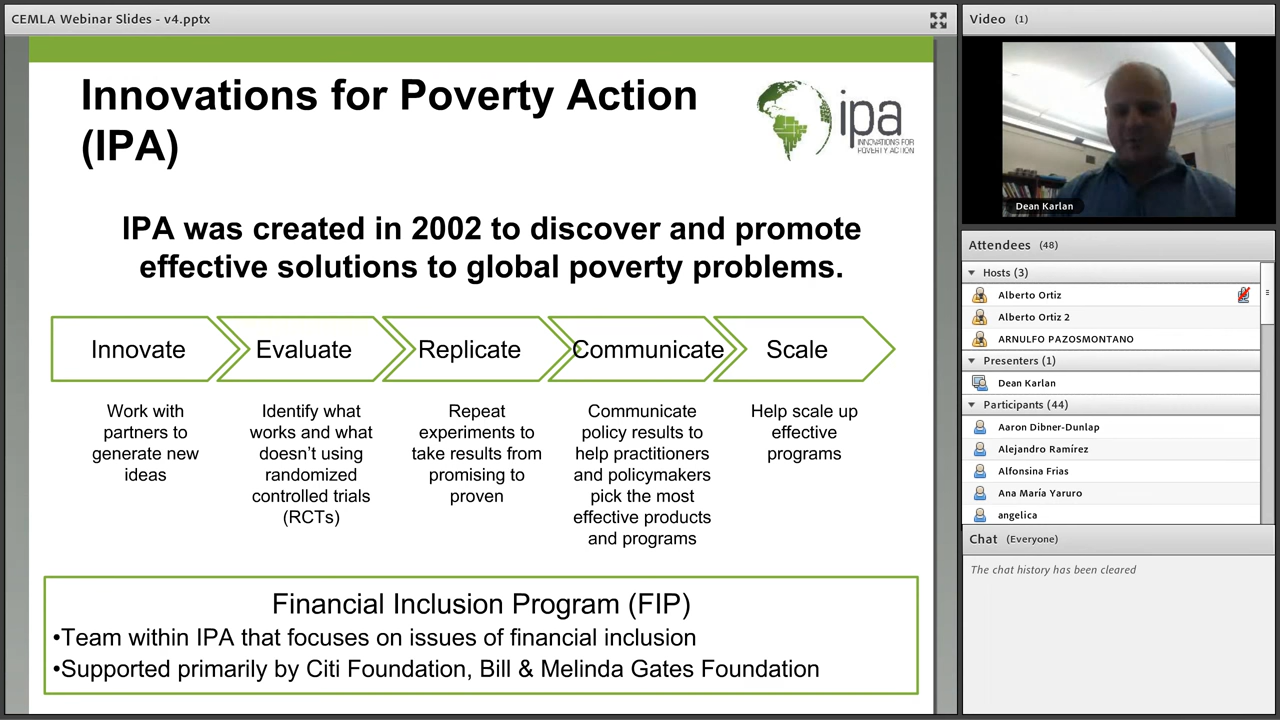 CEMLA Webinar Slides - v4.pptx
Innovations for Poverty Action
(IPA)
ipa
INNOVATIONS FOR
POVERTY ACTION
IPA was created in 2002 to discover and promote
effective solutions to global poverty problems.
Innovate
Evaluate
Replicate
Communicate
Scale
Work with
partners to
generate new
ideas
Identify what
works and what
doesn’t using
randomized
controlled trials
(RCTs)
Repeat
experiments to
take results from
promising to
proven
Communicate
policy results to
help practitioners
and policymakers
pick the most
effective products
and programs
Help scale up
effective
programs
Financial Inclusion Program (FIP)
•Team within IPA that focuses on issues of financial inclusion
•Supported primarily by Citi Foundation, Bill & Melinda Gates Foundation
Video (1)
Dean Karlan
Attendees (48)
Hosts (3)
Alberto Ortiz
Alberto Ortiz 2
ARNULFO PAZOSMONTANO
Presenters (1)
Dean Karlan
Participants (44)
Aaron Dibner-Dunlap
Alejandro Ramírez
Alfonsina Frias
Ana María Yaruro
angelica
Chat (Everyone)
The chat history has been cleared